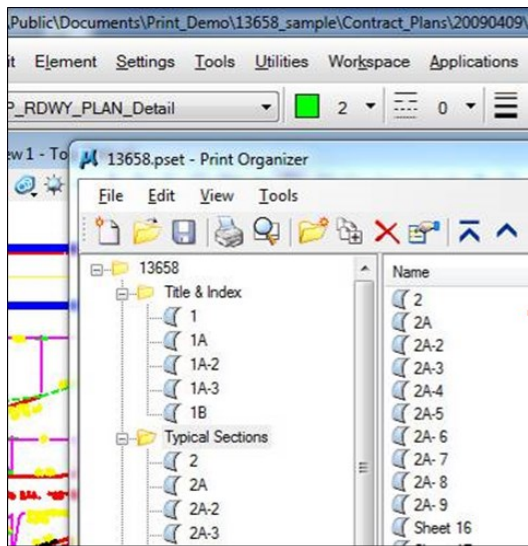 \Public\Documents\Print_Demo\13658_sample\Contract_Plans\20090409\
Element Settings Tools Utilities Workspace Applications
P_RDWY_PLAN_Detail 2 0
13658.pset - Print Organizer
File Edit View Tools
13658
Title & Index
1
1A
1A-2
1A-3
1B
Typical Sections
2
2A
2A-2
2A-3
Name
2
2A
2A-2
2A-3
2A-4
2A-5
2A- 6
2A- 7
2A- 8
2A- 9
Sheet 16